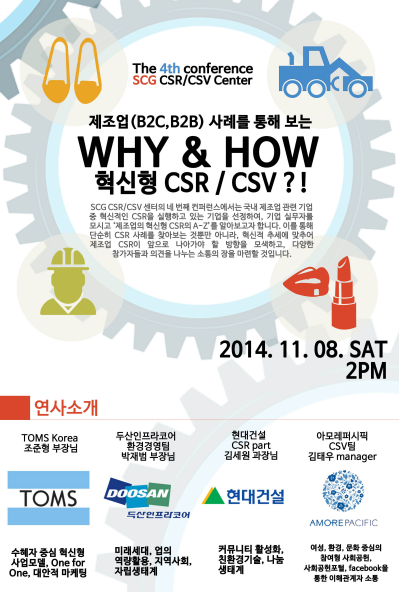 The 4th conference
SCG CSR/CSV Center
제조업(B2C,B2B) 사례를 통해 보는
WHY & HOW
혁신형 CSR / CSV ? !
SCG CSR/CSV 센터의 네 번째 컨퍼런스에서는 국내 제조업 관련 기업
중 혁신적인 CSR을 실행하고 있는 기업을 선정하여, 기업 실무자를
모시고 '제조업의 혁신형 CSR의 A-Z'를 알아보고자 합니다. 이를 통해
단순히 CSR 사례를 찾아보는 것뿐만 아니라, 혁신적 추세에 맞추어
제조업 CSR이 앞으로 나아가야 할 방향을 모색하고, 다양한
참가자들과 의견을 나누는 소통의 장을 마련할 것입니다.
2014. 11. 08. SAT
2PM
연사소개
TOMS Korea
조준형 부장님
두산인프라코어
환경경영팀
박재범 부장님
현대건설
CSR part
김세원 과장님
아모레퍼시픽
CSV팀
김태우 manager
TOMS
DOOSAN
두산인프라코어
현대건설
AMOREPACIFIC
수혜자 중심 혁신형
사업모델, One for
One, 대안적 마케팅
미래세대, 업의
역량활용, 지역사회,
자립생태계
커뮤니티 활성화,
친환경기술, 나눔
생태계
여성, 환경, 문화 중심의
참여형 사회공헌,
사회공헌포털, facebook을
통한 이해관계자 소통